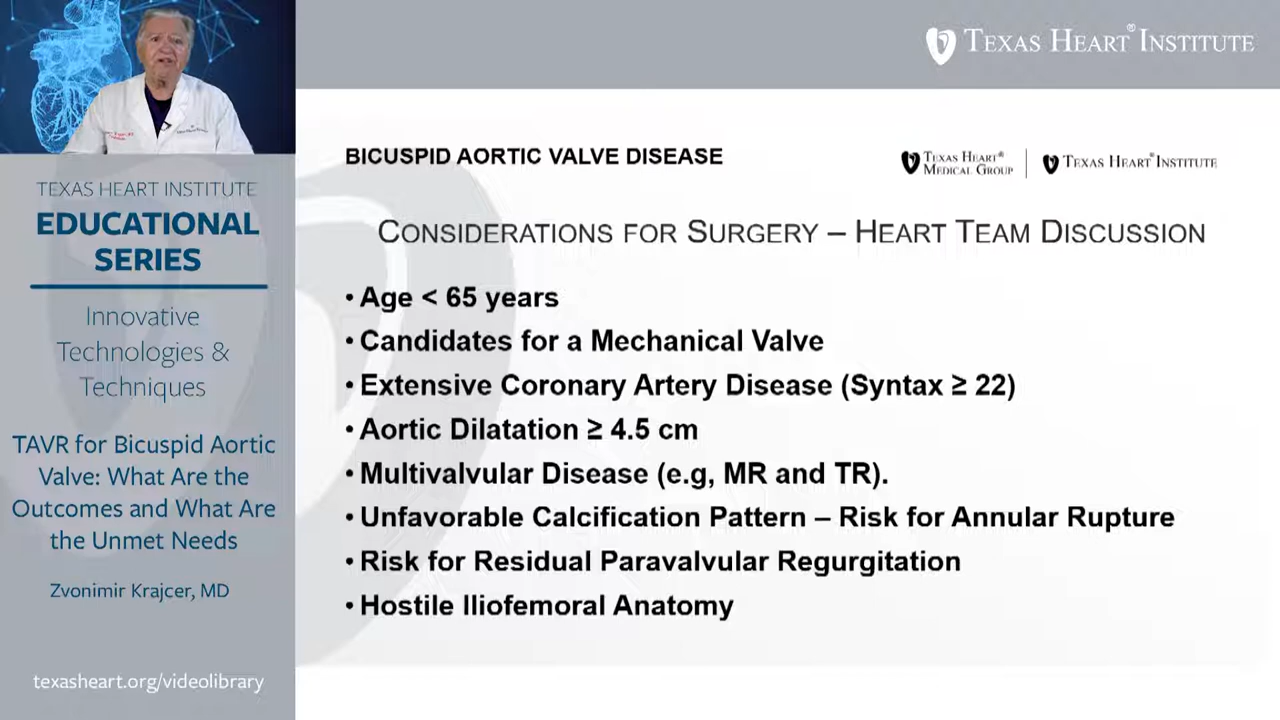 TEXAS HEART® INSTITUTE
TEXAS HEART INSTITUTE
EDUCATIONAL
SERIES
Innovative
Technologies &
Techniques
TAVR for Bicuspid Aortic
Valve: What Are the
Outcomes and What Are
the Unmet Needs
Zvonimir Krajcer, MD
texasheart.org/videolibrary
BICUSPID AORTIC VALVE DISEASE
TEXAS HEART®
MEDICAL GROUP
TEXAS HEART® INSTITUTE
CONSIDERATIONS FOR SURGERY – HEART TEAM DISCUSSION
• Age < 65 years
• Candidates for a Mechanical Valve
• Extensive Coronary Artery Disease (Syntax ≥ 22)
• Aortic Dilatation ≥ 4.5 cm
• Multivalvular Disease (e.g, MR and TR).
• Unfavorable Calcification Pattern – Risk for Annular Rupture
• Risk for Residual Paravalvular Regurgitation
• Hostile Iliofemoral Anatomy